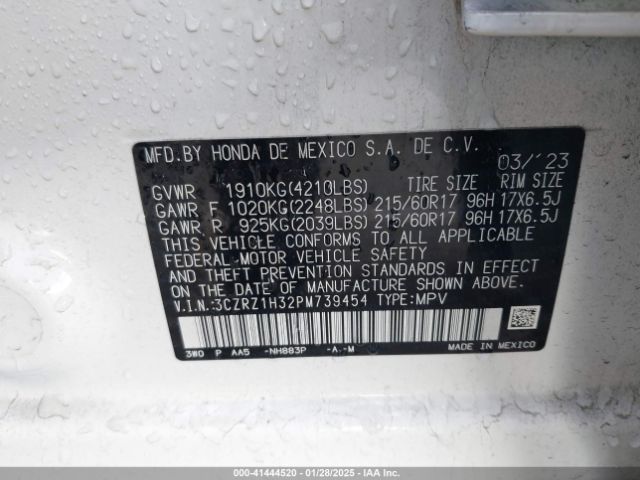 MFD.BY HONDA DE MEXICO S.A. DE C.V. 03/'23
GVWR 1910KG(4210LBS) TIRE SIZE RIM SIZE
GAWR F 1020KG(2248LBS) 215/60R17 96H 17X6.5J
GAWR R 925KG(2039LBS) 215/60R17 96H 17X6.5J
THIS VEHICLE CONFORMS TO ALL APPLICABLE
FEDERAL MOTOR VEHICLE SAFETY BUMPER,
AND THEFT PREVENTION STANDARDS IN EFFECT
ON THE DATE OF MANUFACTURE SHOWN ABOVE.
V.I.N.:3CZRZ1H32PM739454 TYPE:MPV
3W0 P AA5 -NH883P -A.-M MADE IN MEXICO
000-41444520 | 01/28/2025 | IAA Inc.